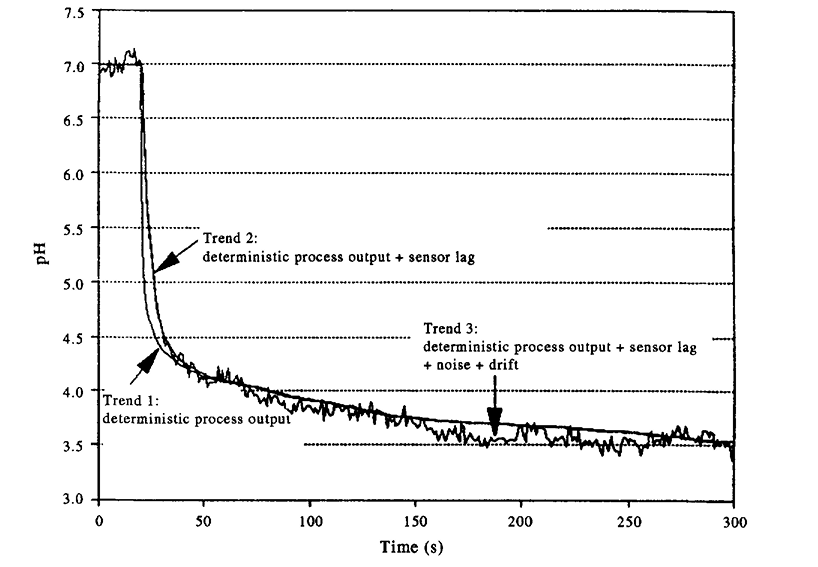 7.5
7.0
6.5
6.0
5.5
5.0
4.5
4.0
3.5
3.0
pH
Trend 2:
deterministic process output + sensor lag
Trend 3:
deterministic process output + sensor lag
+ noise + drift
Trend 1:
deterministic process output
0
50
100
150
200
250
300
Time (s)